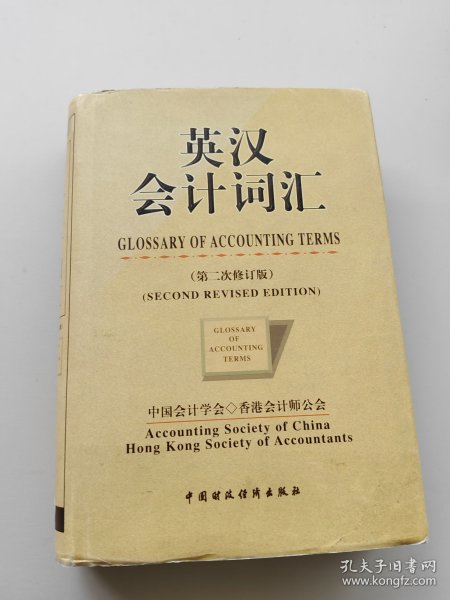 英汉
会计词汇
GLOSSARY OF ACCOUNTING TERMS
(第二次修订版)
(SECOND REVISED EDITION)
GLOSSARY
OF
ACCOUNTING
TERMS
中国会计学会◇香港会计师公会
Accounting Society of China
Hong Kong Society of Accountants
中国财政经济出版社
孔夫子旧书网
www.kongfz.com